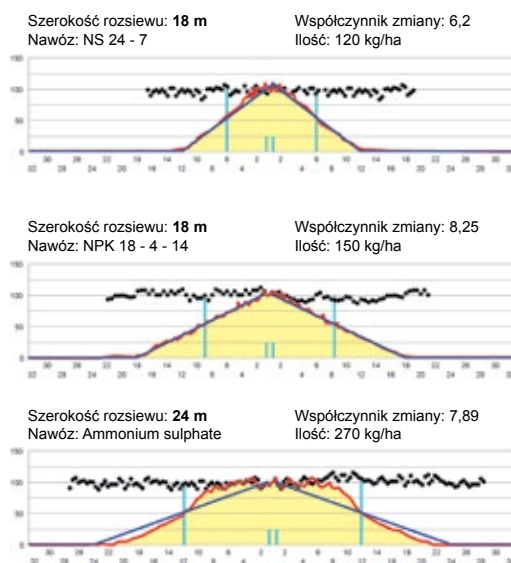 Szerokość rozsiewu: 18 m Współczynnik zmiany: 6,2
Nawóz: NS 24 - 7 Ilość: 120 kg/ha
150
100
50
0
Szerokość rozsiewu: 18 m Współczynnik zmiany: 8,25
Nawóz: NPK 18 - 4 - 14 Ilość: 150 kg/ha
150
100
50
0
Szerokość rozsiewu: 24 m Współczynnik zmiany: 7,89
Nawóz: Ammonium sulphate Ilość: 270 kg/ha
150
100
50
0